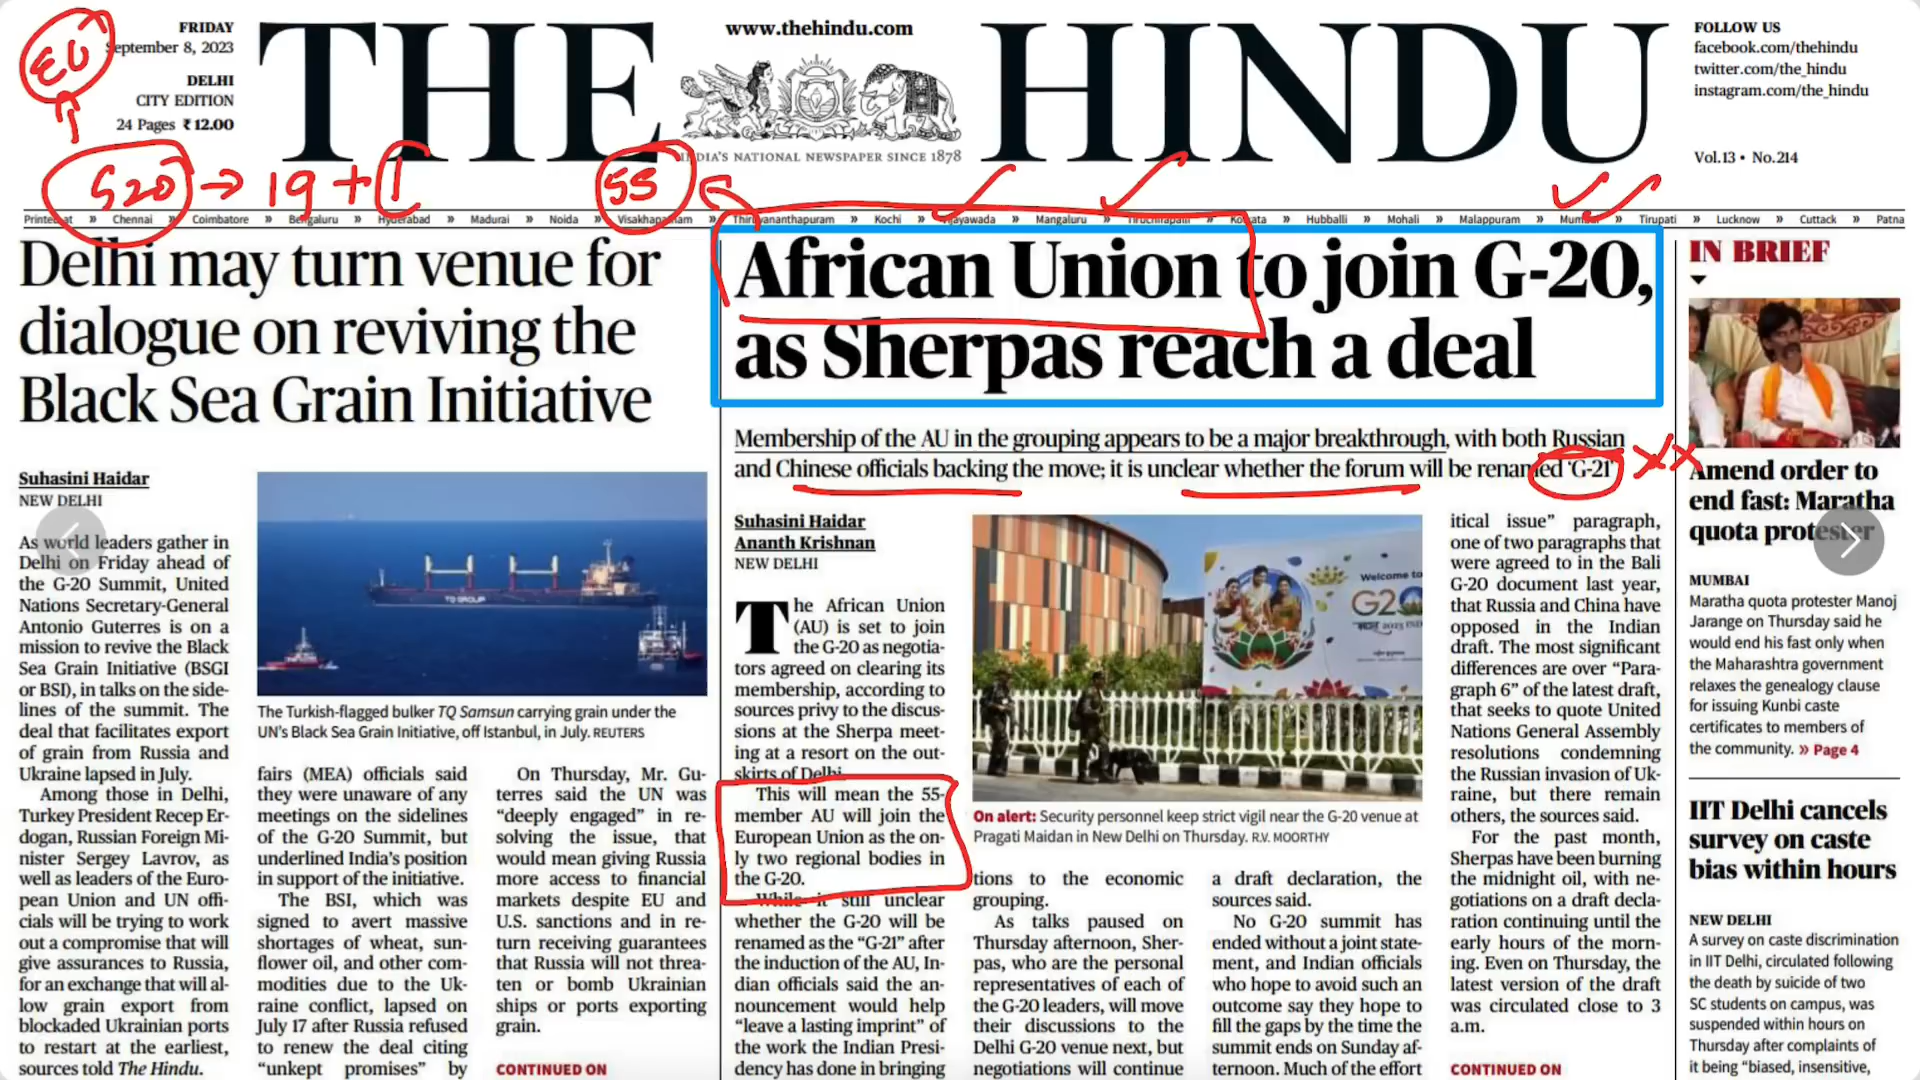 EU
FRIDAY
September 8, 2023
DELHI
CITY EDITION
24 Pages ₹ 12.00
THE HINDU
www.thehindu.com
INDIA'S NATIONAL NEWSPAPER SINCE 1878
FOLLOW US
facebook.com/thehindu
twitter.com/the_hindu
instagram.com/the_hindu
Vol.13 • No.214
G20 → 19 + 1
55
Printed at » Chennai » Coimbatore » Bengaluru » Hyderabad » Madurai » Noida » Visakhapatnam » Thiruvananthapuram » Kochi » Vijayawada » Mangaluru » Tiruchirapalli » Kolkata » Hubballi » Mohali » Malappuram » Mumbai » Tirupati » Lucknow » Cuttack » Patna
Delhi may turn venue for
dialogue on reviving the
Black Sea Grain Initiative
Suhasini Haidar
NEW DELHI
As world leaders gather in
Delhi on Friday ahead of
the G-20 Summit, United
Nations Secretary-General
Antonio Guterres is on a
mission to revive the Black
Sea Grain Initiative (BSGI
or BSI), in talks on the side-
lines of the summit. The
deal that facilitates export
of grain from Russia and
Ukraine lapsed in July.
Among those in Delhi,
Turkey President Recep Er-
dogan, Russian Foreign Mi-
nister Sergey Lavrov, as
well as leaders of the Euro-
pean Union and UN offi-
cials will be trying to work
out a compromise that will
give assurances to Russia,
for an exchange that will al-
low grain export from
blockaded Ukrainian ports
to restart at the earliest,
sources told The Hindu.
TQ GROUP
The Turkish-flagged bulker TQ Samsun carrying grain under the
UN's Black Sea Grain Initiative, off Istanbul, in July. REUTERS
fairs (MEA) officials said
they were unaware of any
meetings on the sidelines
of the G-20 Summit, but
underlined India's position
in support of the initiative.
The BSI, which was
signed to avert massive
shortages of wheat, sun-
flower oil, and other com-
modities due to the Uk-
raine conflict, lapsed on
July 17 after Russia refused
to renew the deal citing
"unkept promises" by
On Thursday, Mr. Gu-
terres said the UN was
"deeply engaged" in re-
solving the issue, that
would mean giving Russia
more access to financial
markets despite EU and
U.S. sanctions and in re-
turn receiving guarantees
that Russia will not threa-
ten or bomb Ukrainian
ships or ports exporting
grain.
CONTINUED ON
African Union to join G-20,
as Sherpas reach a deal
Membership of the AU in the grouping appears to be a major breakthrough, with both Russian
and Chinese officials backing the move; it is unclear whether the forum will be renamed 'G-21'
Suhasini Haidar
Ananth Krishnan
NEW DELHI
The African Union
(AU) is set to join
the G-20 as negotia-
tors agreed on clearing its
membership, according to
sources privy to the discus-
sions at the Sherpa meet-
ing at a resort on the out-
skirts of Delhi.
This will mean the 55-
member AU will join the
European Union as the on-
ly two regional bodies in
the G-20.
While it still unclear
whether the G-20 will be
renamed as the "G-21" after
the induction of the AU, In-
dian officials said the an-
nouncement would help
"leave a lasting imprint" of
the work the Indian Presi-
dency has done in bringing
Welcome to
G20
On alert: Security personnel keep strict vigil near the G-20 venue at
Pragati Maidan in New Delhi on Thursday. R.V. MOORTHY
tions to the economic
grouping.
As talks paused on
Thursday afternoon, Sher-
pas, who are the personal
representatives of each of
the G-20 leaders, will move
their discussions to the
Delhi G-20 venue next, but
negotiations will continue
a draft declaration, the
sources said.
No G-20 summit has
ended without a joint state-
ment, and Indian officials
who hope to avoid such an
outcome say they hope to
fill the gaps by the time the
summit ends on Sunday af-
ternoon. Much of the effort
itical issue" paragraph,
one of two paragraphs that
were agreed to in the Bali
G-20 document last year,
that Russia and China have
opposed in the Indian
draft. The most significant
differences are over "Para-
graph 6" of the latest draft,
that seeks to quote United
Nations General Assembly
resolutions condemning
the Russian invasion of Uk-
raine, but there remain
others, the sources said.
For the past month,
Sherpas have been burning
the midnight oil, with ne-
gotiations on a draft decla-
ration continuing until the
early hours of the morn-
ing. Even on Thursday, the
latest version of the draft
was circulated close to 3
a.m.
CONTINUED ON
IN BRIEF
Amend order to
end fast: Maratha
quota protester
MUMBAI
Maratha quota protester Manoj
Jarange on Thursday said he
would end his fast only when
the Maharashtra government
relaxes the genealogy clause
for issuing Kunbi caste
certificates to members of
the community. » Page 4
IIT Delhi cancels
survey on caste
bias within hours
NEW DELHI
A survey on caste discrimination
in IIT Delhi, circulated following
the death by suicide of two
SC students on campus, was
suspended within hours on
Thursday after complaints of
it being "biased, insensitive,